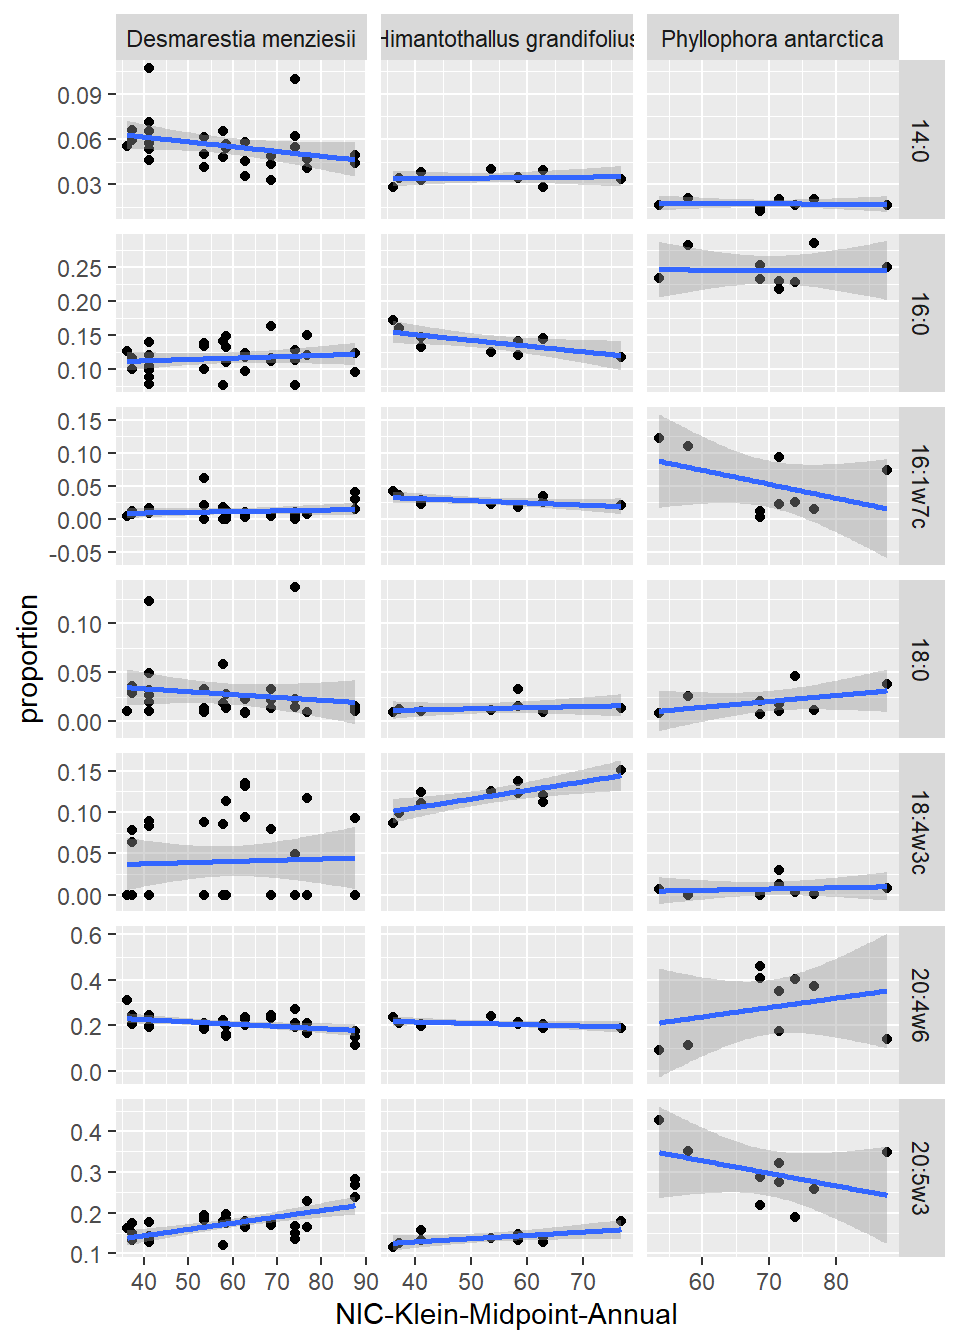 Desmarestia menziesii
Himantothallus grandifolius
Phyllophora antarctica
0.09
0.06
0.03
14:0
0.25
0.20
0.15
0.10
16:0
0.15
0.10
0.05
0.00
-0.05
16:1w7c
0.10
0.05
0.00
18:0
0.15
0.10
0.05
0.00
18:4w3c
0.6
0.4
0.2
0.0
20:4w6
0.4
0.3
0.2
0.1
20:5w3
proportion
40 50 60 70 80 90
40 50 60 70
60 70 80
NIC-Klein-Midpoint-Annual